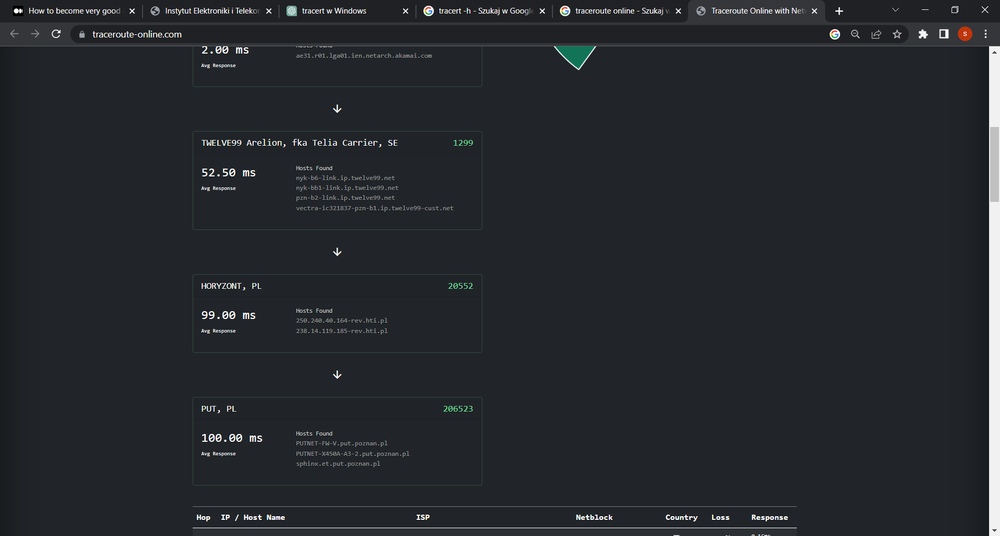 How to become very good
Instytut Elektroniki i Telekon
tracert w Windows
tracert -h - Szukaj w Google
traceroute online - Szukaj w
Traceroute Online with Netw
traceroute-online.com
s
2.00 ms
Hosts Found
ae31.r01.lga01.ien.netarch.akamai.com
Avg Response
TWELVE99 Arelion, fka Telia Carrier, SE 1299
52.50 ms
Avg Response
Hosts Found
nyk-b6-link.ip.twelve99.net
nyk-bb1-link.ip.twelve99.net
pzn-b2-link.ip.twelve99.net
vectra-ic321837-pzn-b1.ip.twelve99-cust.net
HORYZONT, PL 20552
99.00 ms
Avg Response
Hosts Found
250.240.40.164-rev.hti.pl
238.14.119.185-rev.hti.pl
PUT, PL 206523
100.00 ms
Avg Response
Hosts Found
PUTNET-FW-V.put.poznan.pl
PUTNET-X450A-A3-2.put.poznan.pl
sphinx.et.put.poznan.pl
Hop IP / Host Name ISP Netblock Country Loss Response